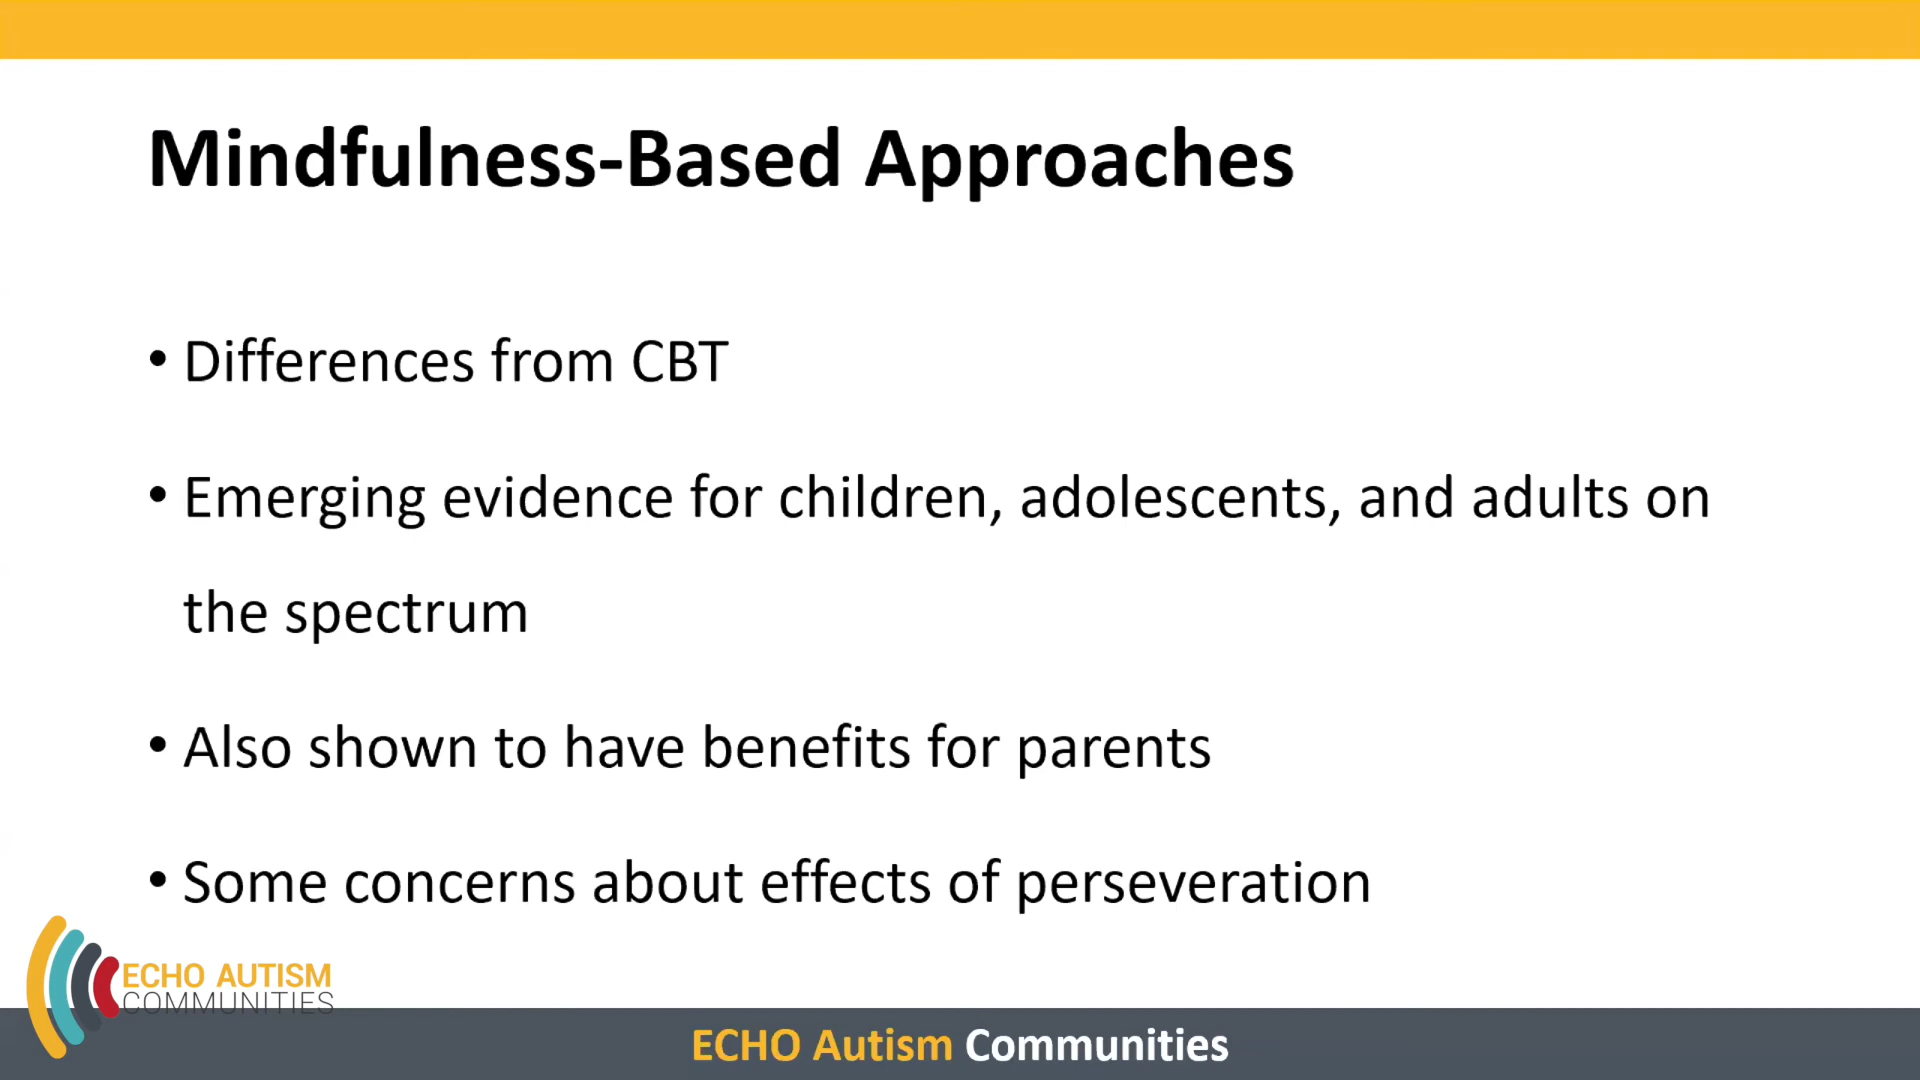 Mindfulness-Based Approaches
• Differences from CBT
• Emerging evidence for children, adolescents, and adults on
the spectrum
• Also shown to have benefits for parents
• Some concerns about effects of perseveration
ECHO AUTISM
COMMUNITIES
ECHO Autism Communities